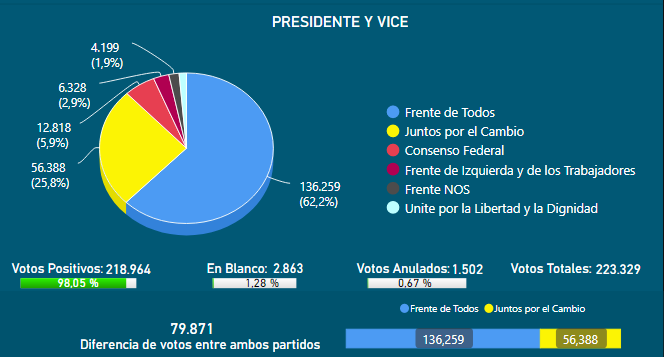 PRESIDENTE Y VICE
4.199
(1,9%)
6.328
(2,9%)
12.818
(5,9%)
56.388
(25,8%)
136.259
(62,2%)
Frente de Todos
Juntos por el Cambio
Consenso Federal
Frente de Izquierda y de los Trabajadores
Frente NOS
Unite por la Libertad y la Dignidad
Votos Positivos: 218.964
98,05 %
En Blanco: 2.863
1,28 %
Votos Anulados: 1.502
0,67 %
Votos Totales: 223.329
79.871
Diferencia de votos entre ambos partidos
Frente de Todos
Juntos por el Cambio
136,259
56,388